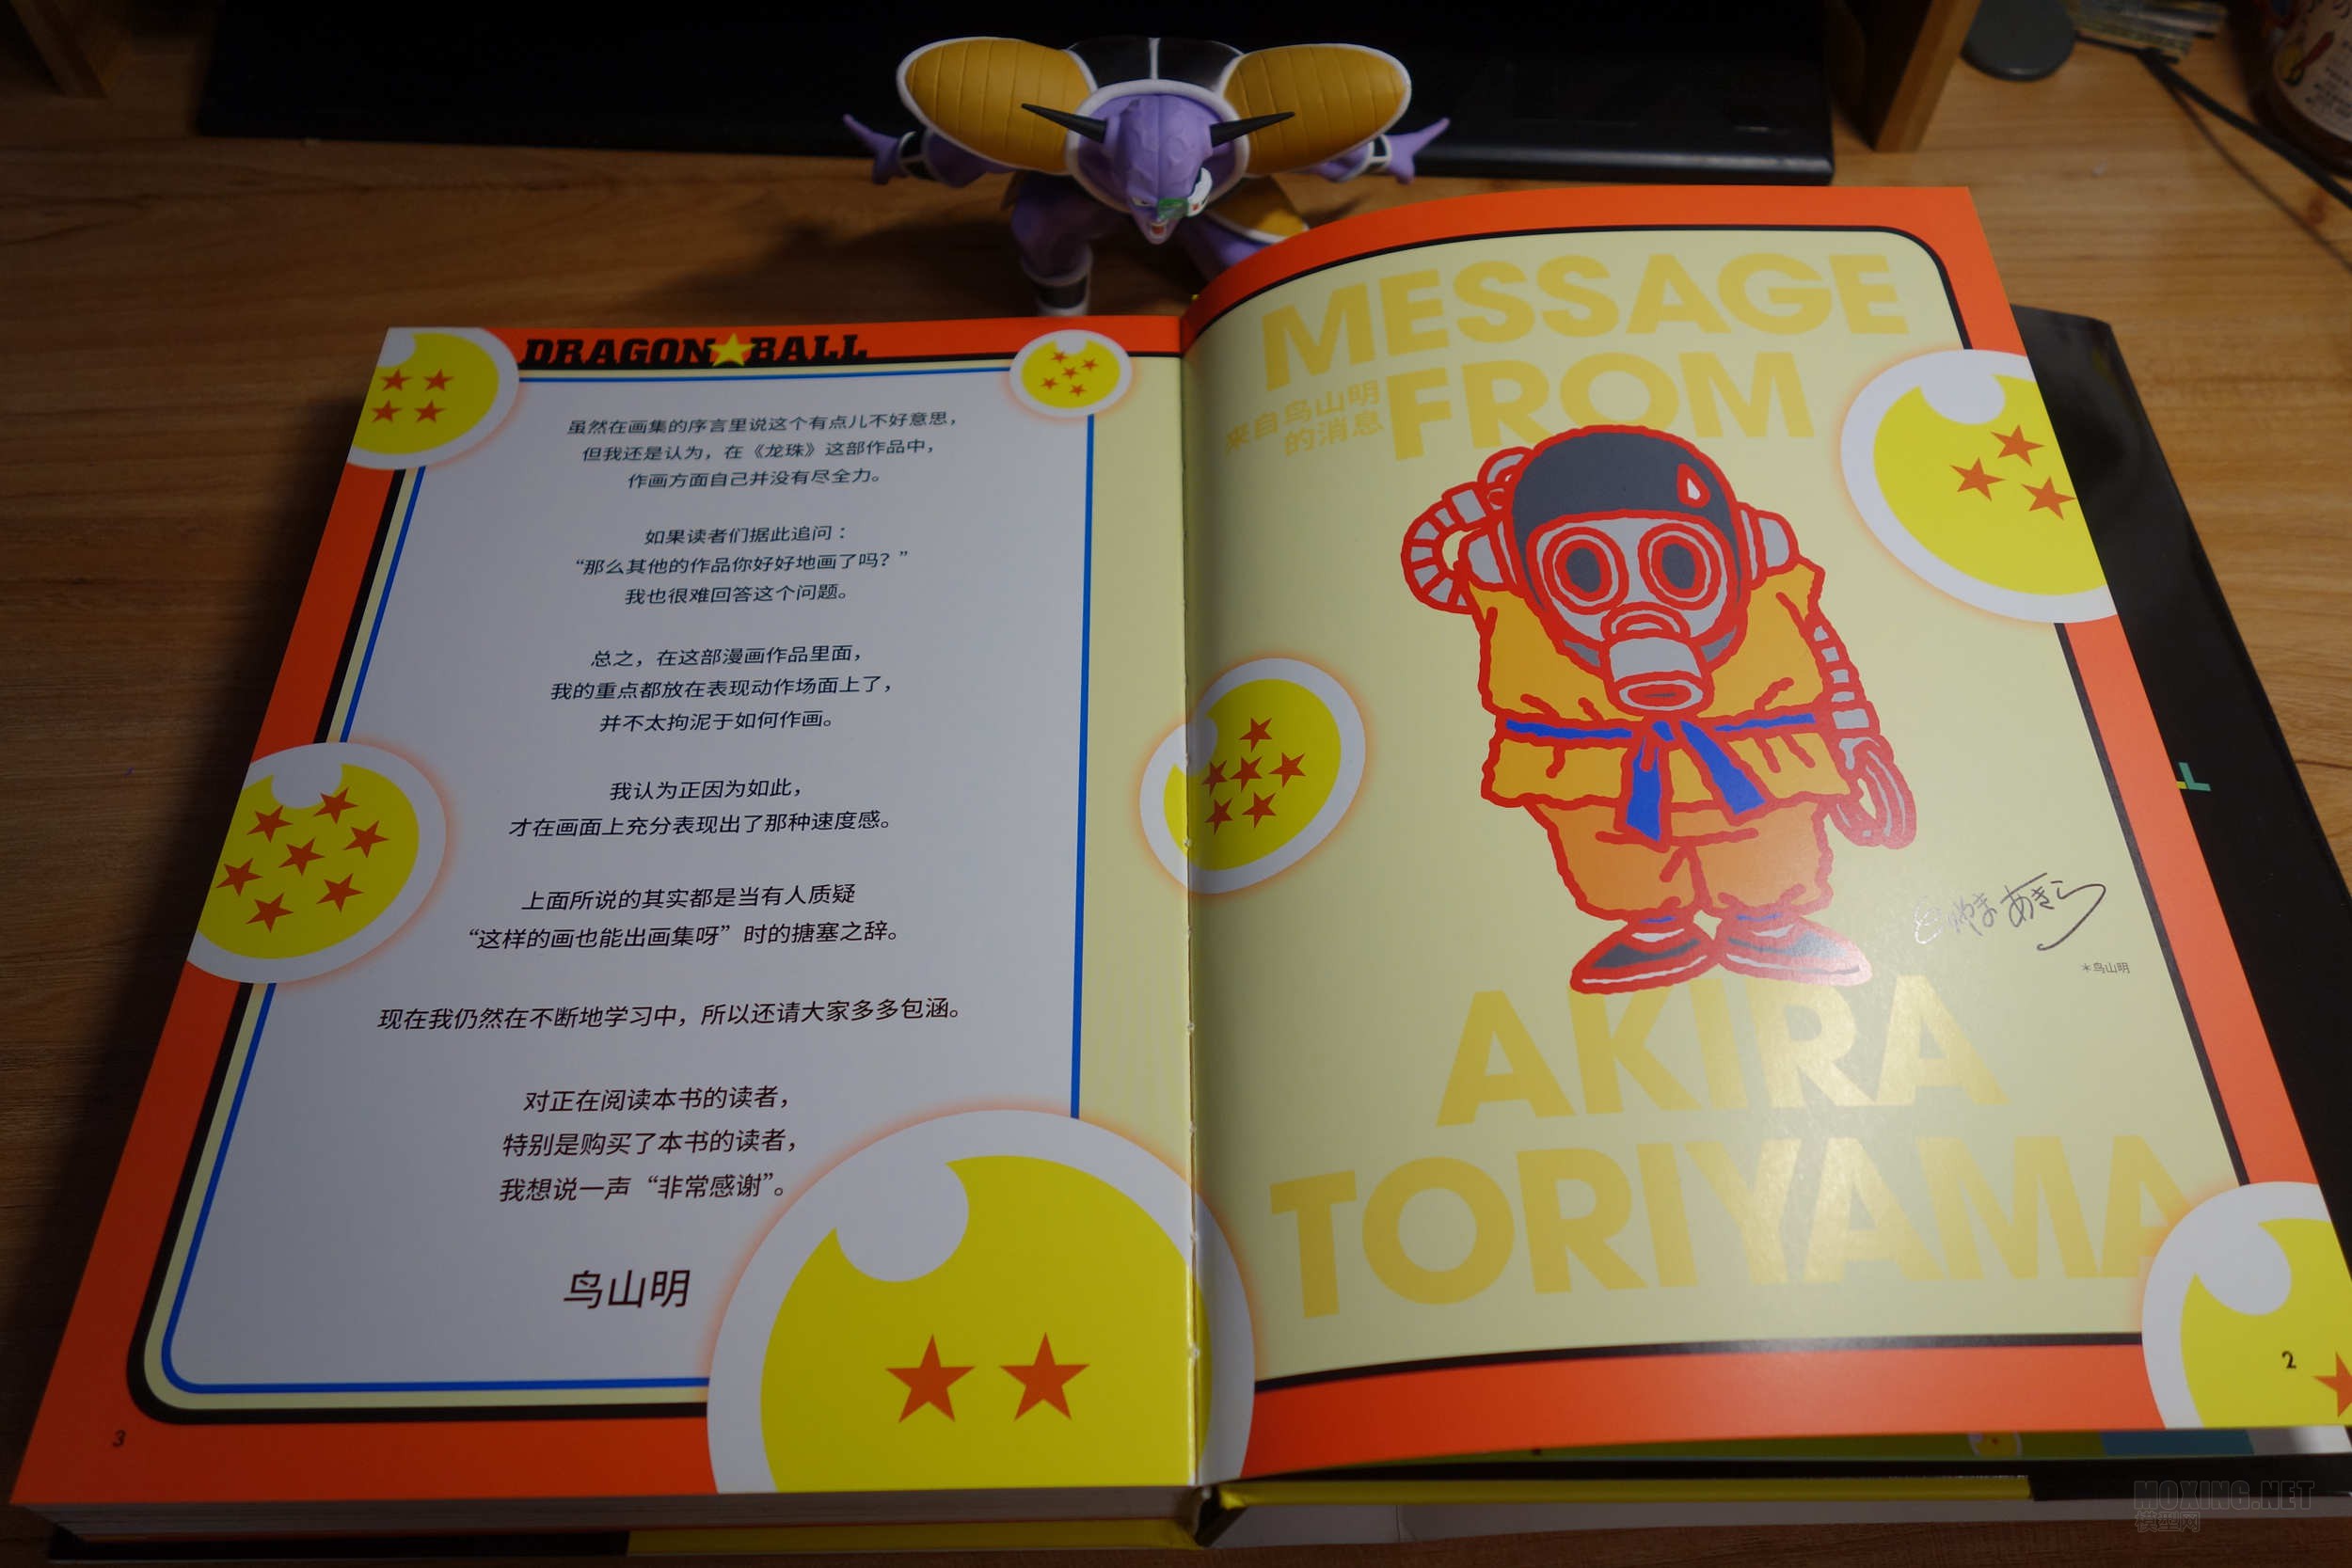 MESSAGE
FROM
来自鸟山明
的消息
とりやまあきら
＊鸟山明
AKIRA
TORIYAMA
2
DRAGON★BALL
虽然在画集的序言里说这个有点儿不好意思，
但我还是认为，在《龙珠》这部作品中，
作画方面自己并没有尽全力。
如果读者们据此追问：
“那么其他的作品你好好地画了吗？”
我也很难回答这个问题。
总之，在这部漫画作品里面，
我的重点都放在表现动作场面上了，
并不太拘泥于如何作画。
我认为正因为如此，
才在画面上充分表现出了那种速度感。
上面所说的其实都是当有人质疑
“这样的画也能出画集呀”时的搪塞之辞。
现在我仍然在不断地学习中，所以还请大家多多包涵。
对正在阅读本书的读者，
特别是购买了本书的读者，
我想说一声“非常感谢”。
鸟山明
3
MOXING.NET
模型网